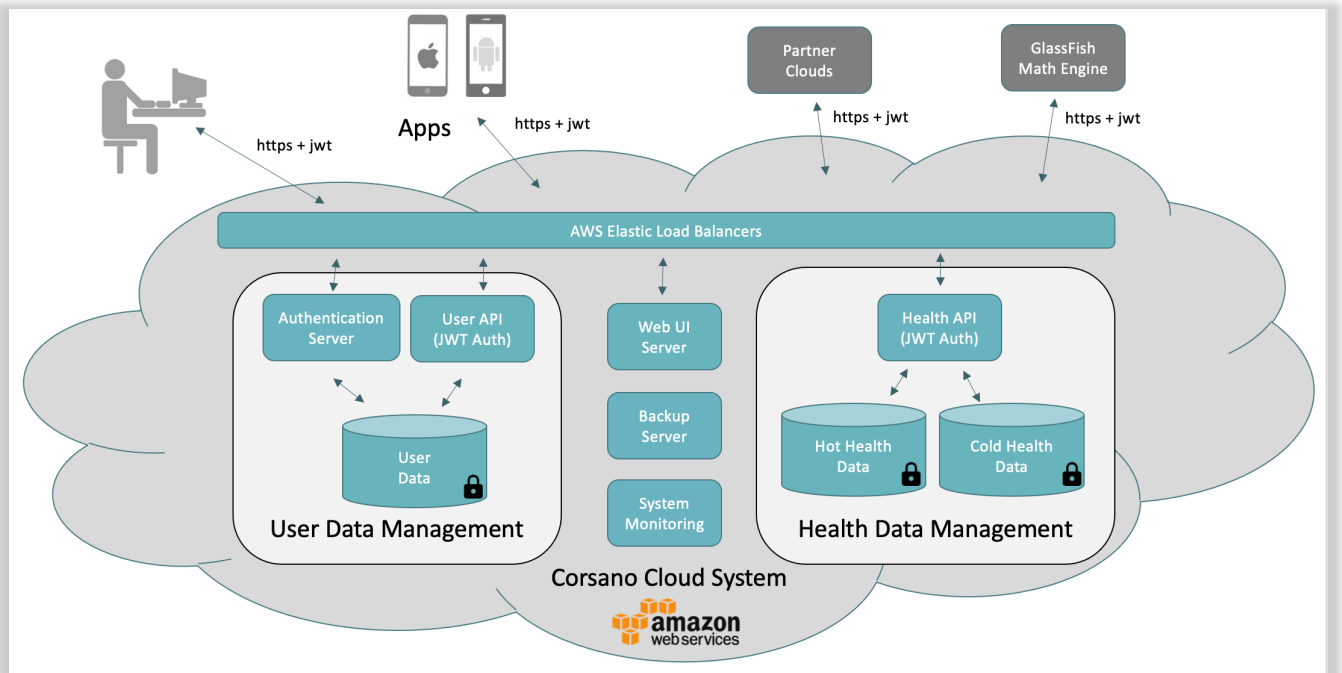 Partner
Clouds
GlassFish
Math Engine
Apps
https + jwt
https + jwt
https + jwt
https + jwt
AWS Elastic Load Balancers
Authentication
Server
User API
(JWT Auth)
Web UI
Server
Health API
(JWT Auth)
User
Data
Backup
Server
Hot Health
Data
Cold Health
Data
System
Monitoring
User Data Management
Health Data Management
Corsano Cloud System
amazon
webservices